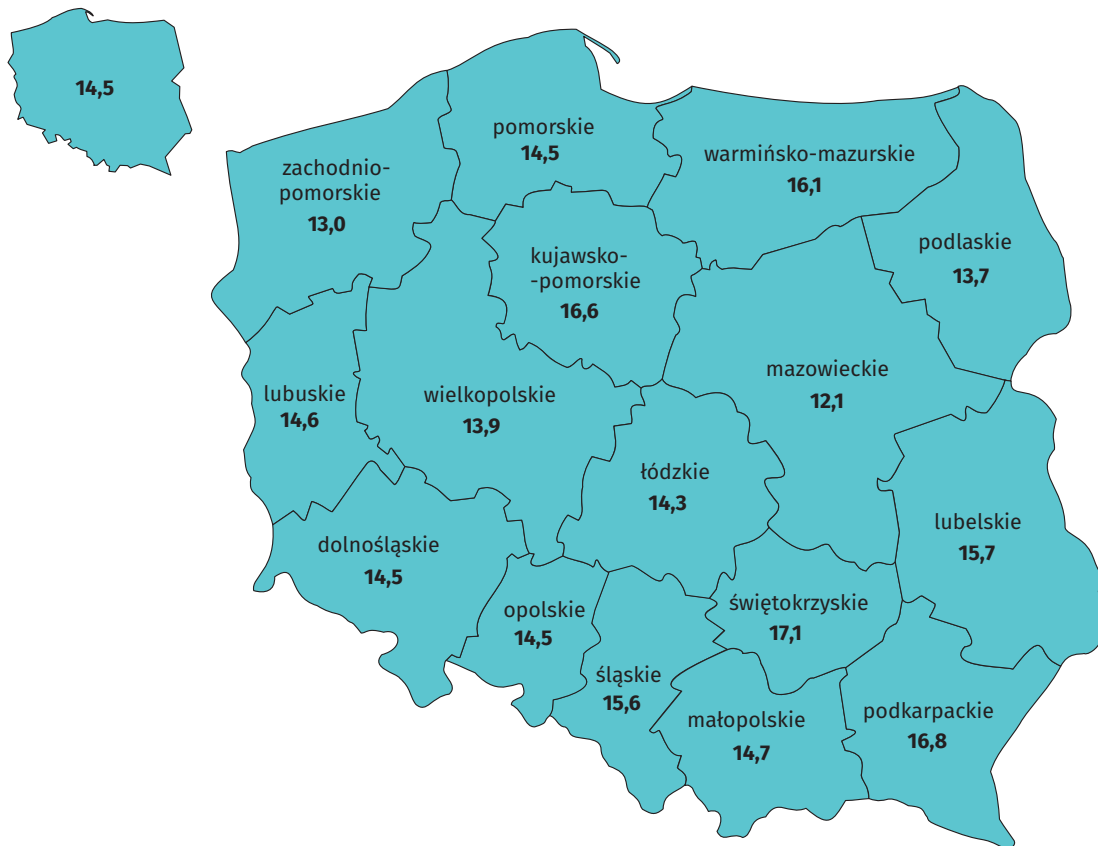 14,5
pomorskie
14,5
warmińsko-mazurskie
16,1
zachodnio-
pomorskie
13,0
podlaskie
13,7
kujawsko-
-pomorskie
16,6
mazowieckie
12,1
lubuskie
14,6
wielkopolskie
13,9
łódzkie
14,3
lubelskie
15,7
dolnośląskie
14,5
opolskie
14,5
świętokrzyskie
17,1
śląskie
15,6
małopolskie
14,7
podkarpackie
16,8